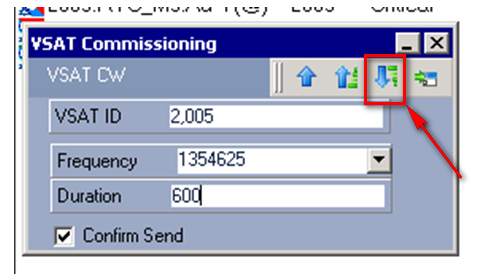 VSAT Commissioning
VSAT CW
VSAT ID 2,005
Frequency 1354625
Duration 600
Confirm Send